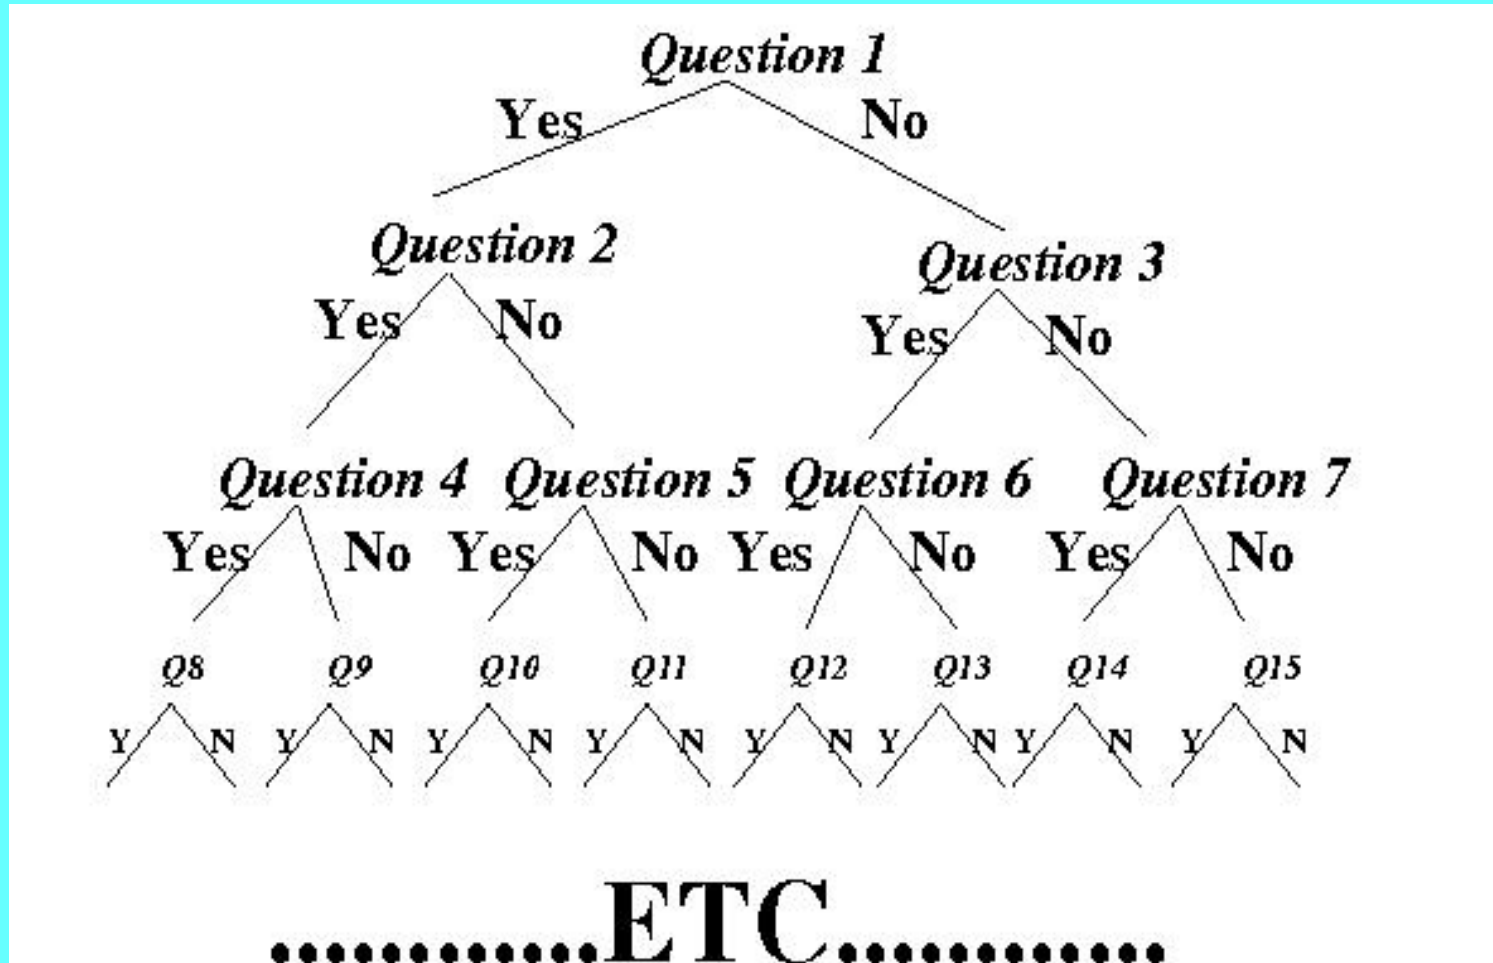 Question 1
Yes No
Question 2 Question 3
Yes No Yes No
Question 4 Question 5 Question 6 Question 7
Yes No Yes No Yes No Yes No
Q8 Q9 Q10 Q11 Q12 Q13 Q14 Q15
Y N Y N Y N Y N Y N Y N Y N Y N
............ETC............